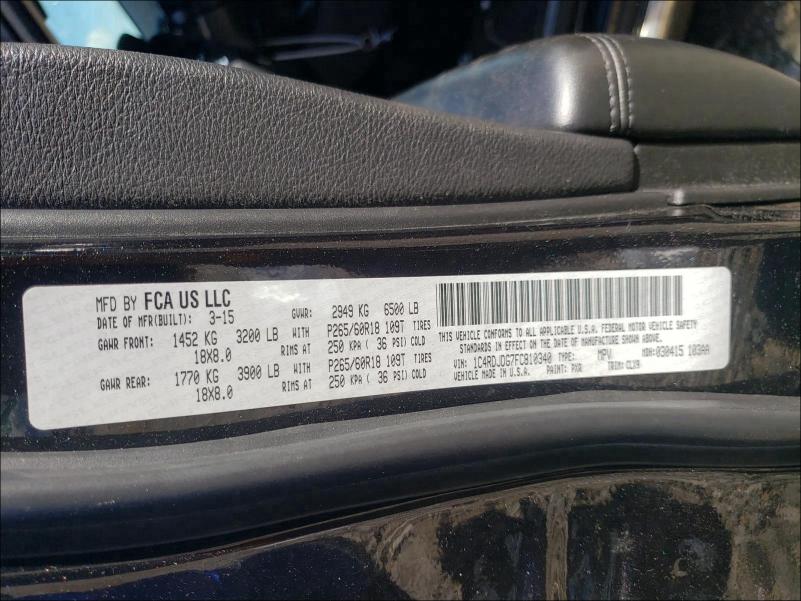 MFD BY FCA US LLC
DATE OF MFR(BUILT): 3-15 GVWR: 2949 KG 6500 LB
GAWR FRONT: 1452 KG 3200 LB WITH P265/60R18 109T TIRES
18X8.0 RIMS AT 250 KPA ( 36 PSI) COLD
GAWR REAR: 1770 KG 3900 LB WITH P265/60R18 109T TIRES
18X8.0 RIMS AT 250 KPA ( 36 PSI) COLD
THIS VEHICLE CONFORMS TO ALL APPLICABLE U.S.A. FEDERAL MOTOR VEHICLE SAFETY
STANDARDS IN EFFECT ON THE DATE OF MANUFACTURE SHOWN ABOVE.
VIN: 1C4RDJDG7FC810340 TYPE: MPV MDH: 030415 103AA
VEHICLE MADE IN U.S.A. PAINT: PXR TRIM: CLX9